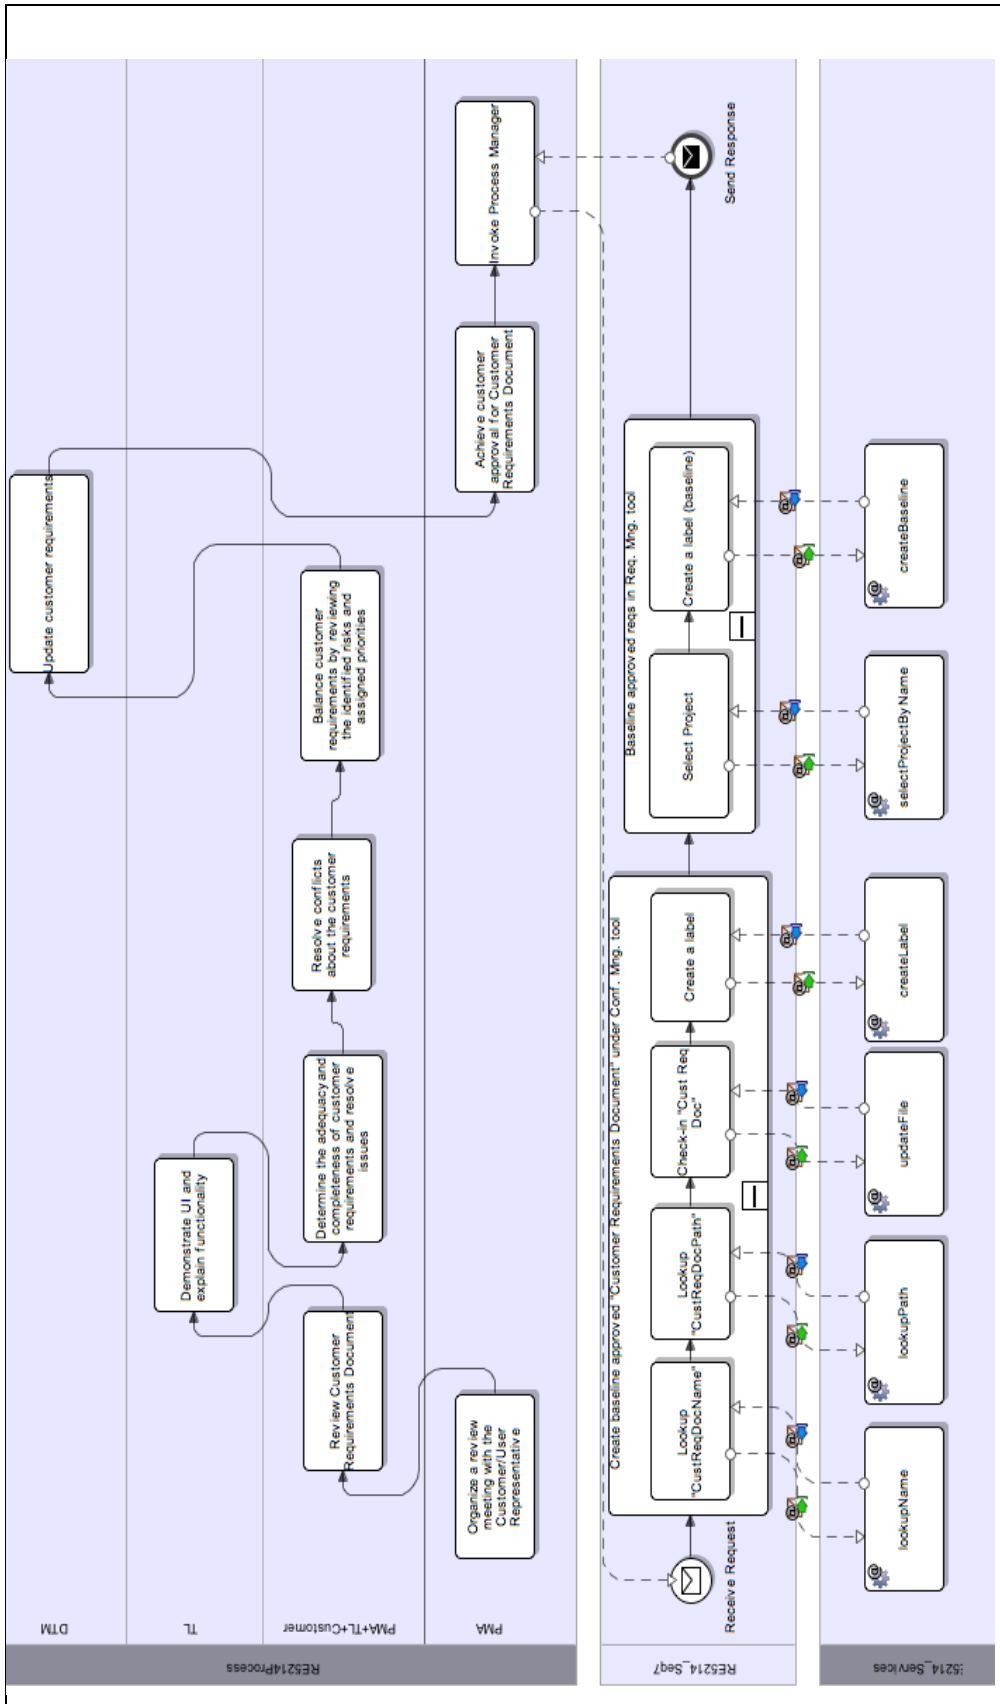 DTM
TL
PMA+TL+Customer
PMA
RE5214Process
Update customer requirements
Demonstrate UI and
explain functionality
Review Customer
Requirements Document
Determine the adequacy and
completeness of customer
requirements and resolve
issues
Resolve conflicts
about the customer
requirements
Balance customer
requirements by reviewing
the identified risks and
assigned priorities
Organize a review
meeting with the
Customer/User
Representative
Achieve customer
approval for Customer
Requirements Document
Invoke Process Manager
RE5214_Seq7
Receive Request
Create baseline approved "Customer Requirements Document" under Conf. Mng. tool
Lookup
"CustReqDocName"
Lookup
"CustReqDocPath"
Check-in "Cust Req
Doc"
Create a label
Baseline approved reqs in Req. Mng. tool
Select Project
Create a label (baseline)
Send Response
5214_Services
lookupName
lookupPath
updateFile
createLabel
selectProjectByName
createBaseline